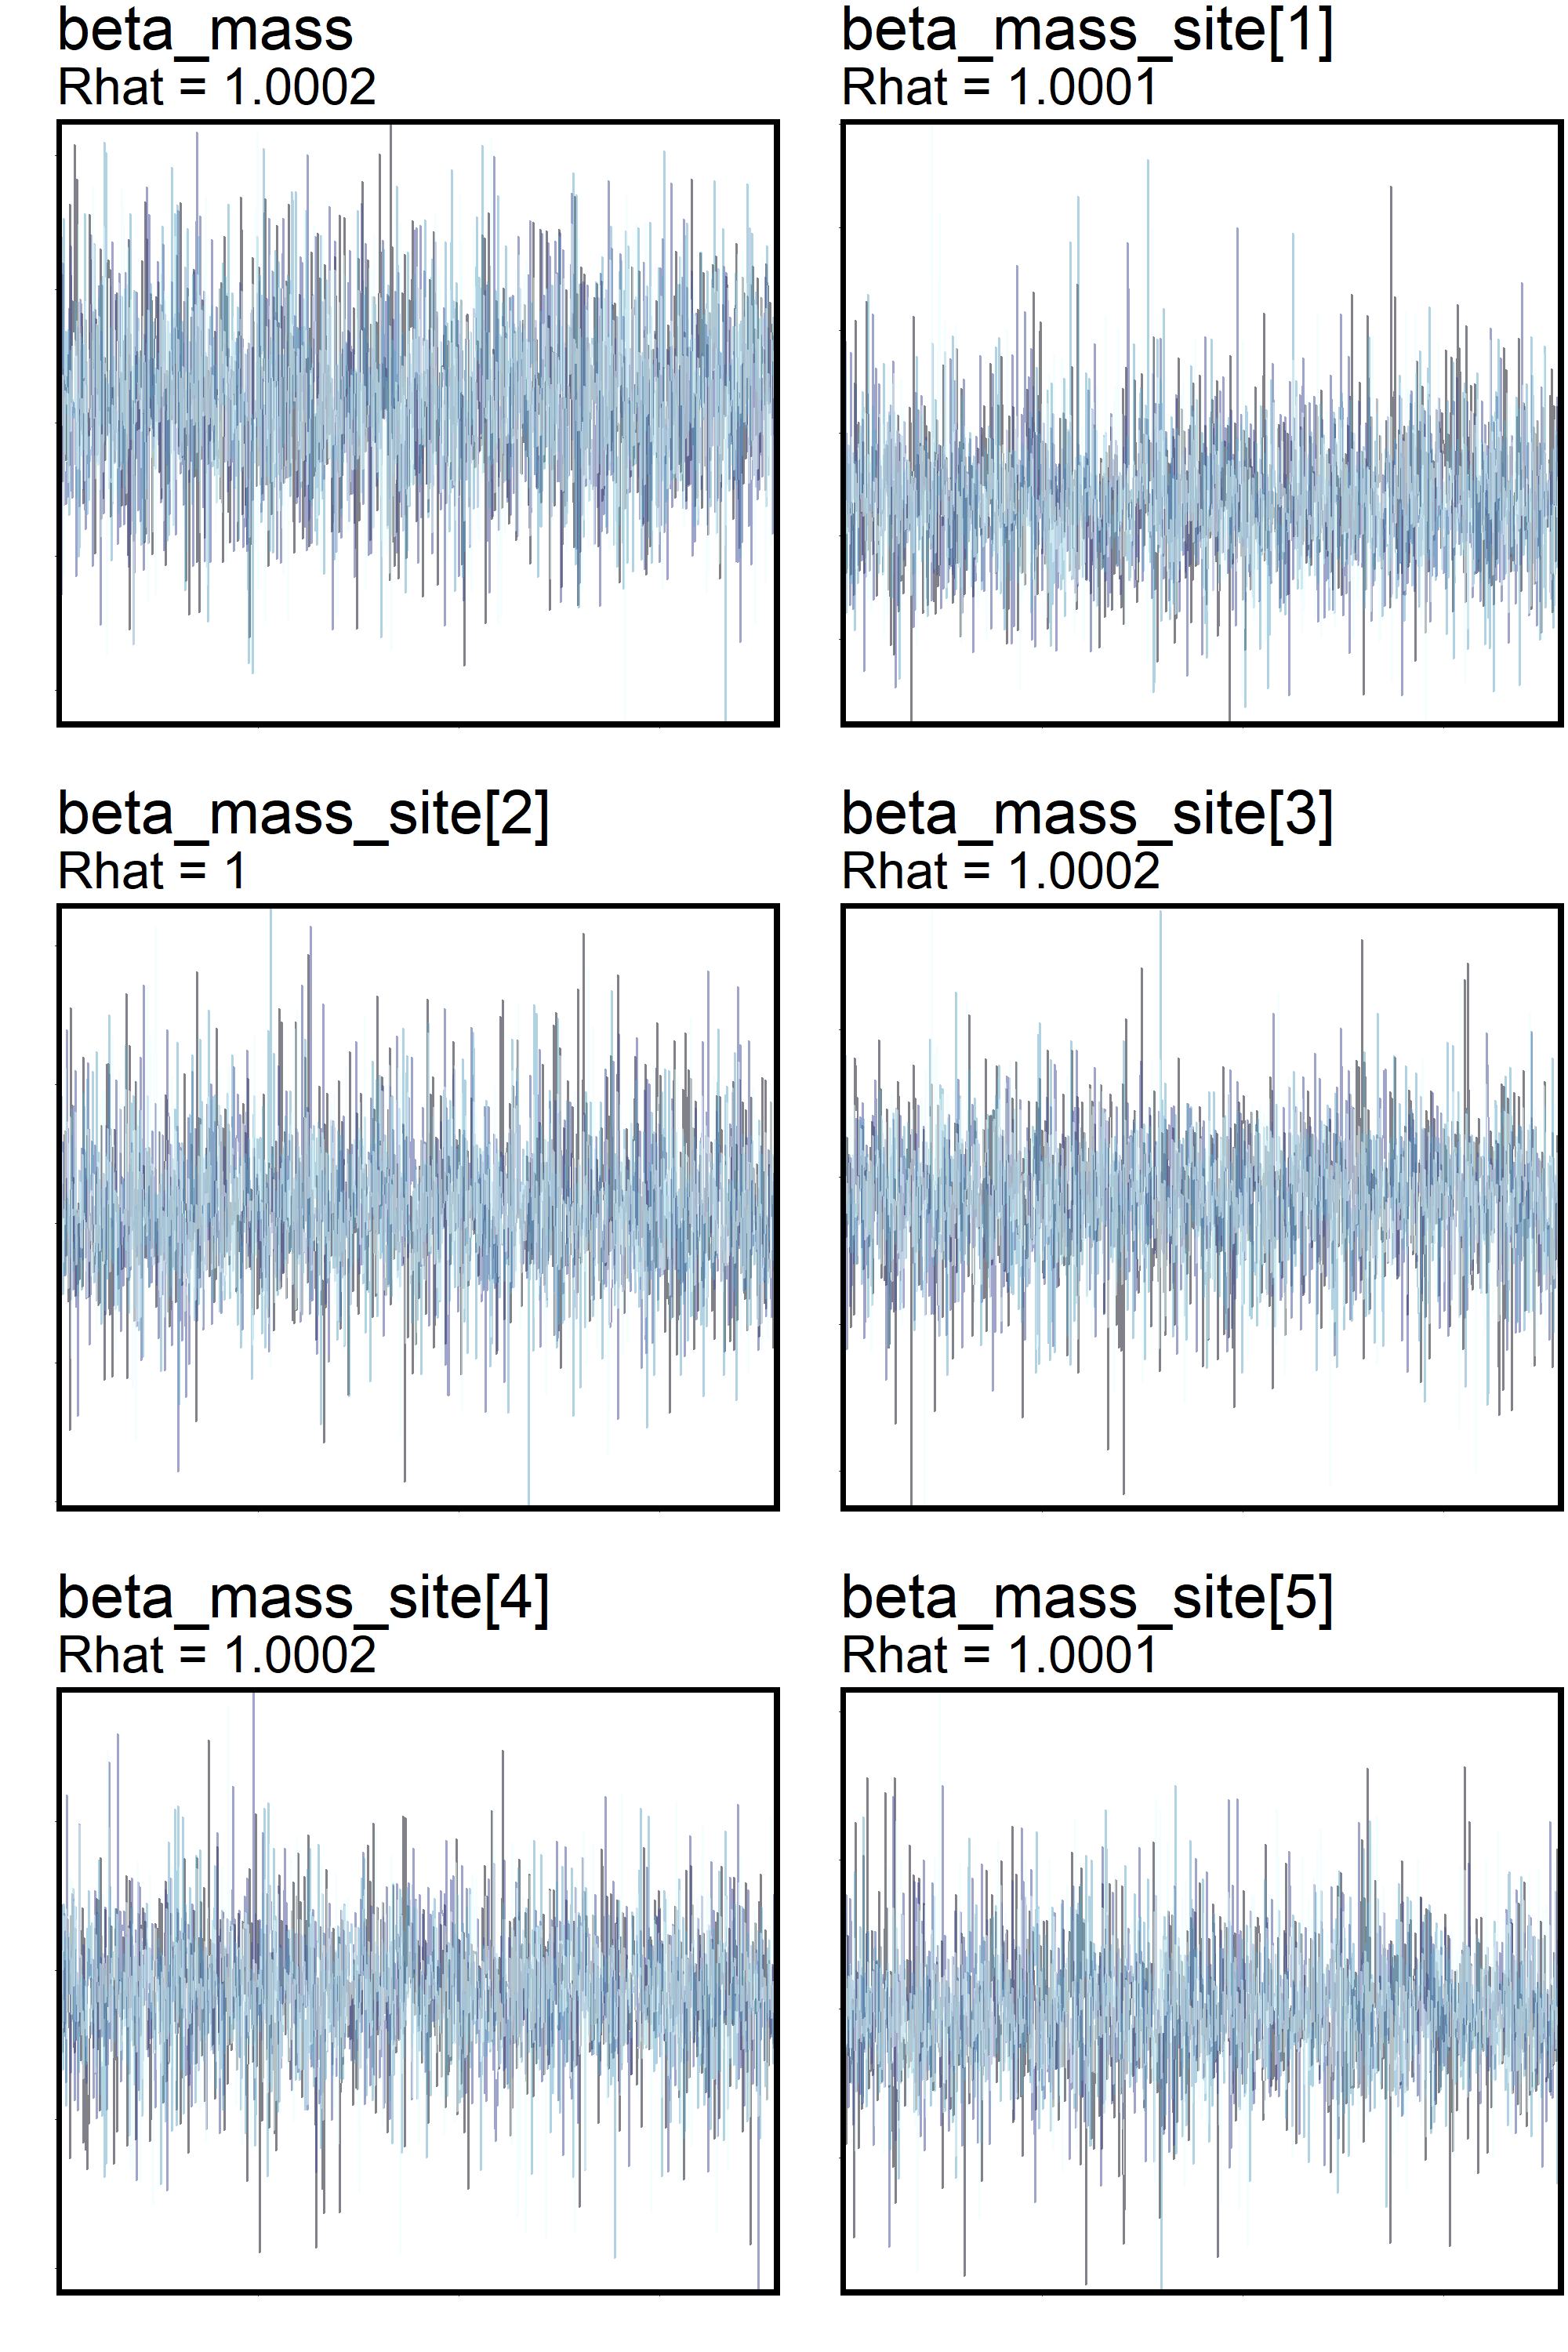 beta_mass
Rhat = 1.0002
beta_mass_site[1]
Rhat = 1.0001
beta_mass_site[2]
Rhat = 1
beta_mass_site[3]
Rhat = 1.0002
beta_mass_site[4]
Rhat = 1.0002
beta_mass_site[5]
Rhat = 1.0001